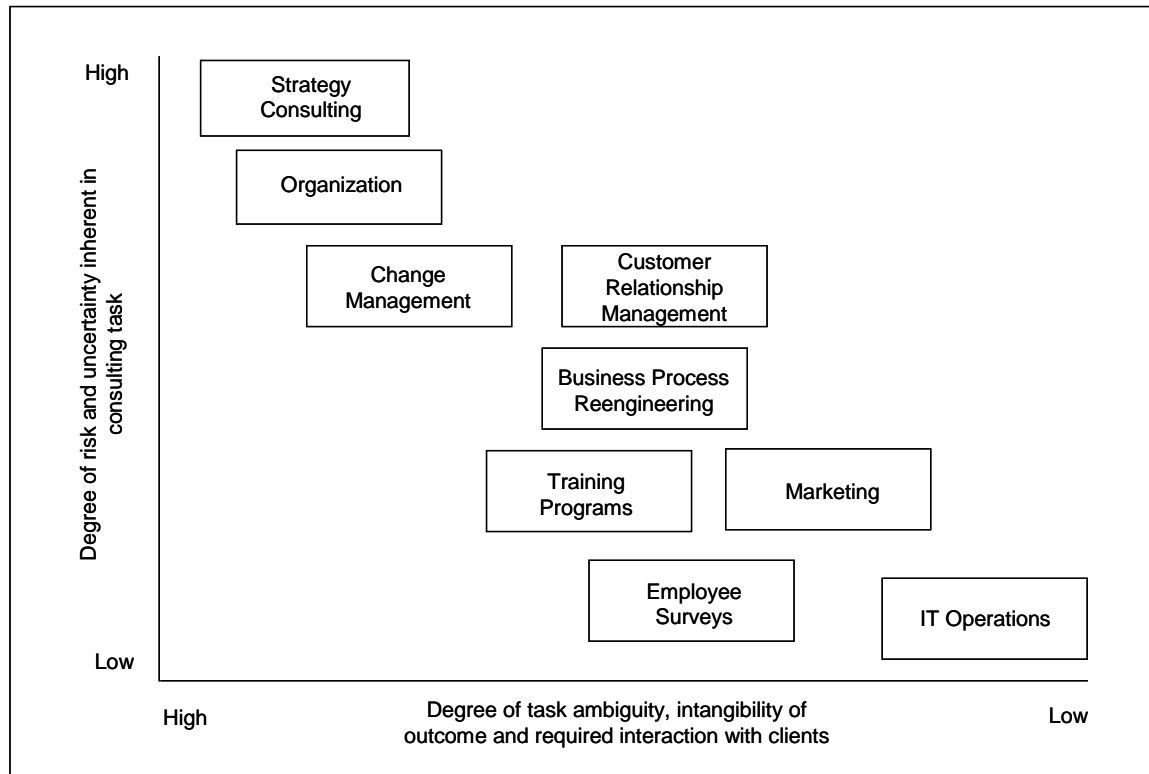 High
Strategy
Consulting
Organization
Change
Management
Customer
Relationship
Management
Business Process
Reengineering
Training
Programs
Marketing
Employee
Surveys
IT Operations
Low
Degree of risk and uncertainty inherent in
consulting task
High
Degree of task ambiguity, intangibility of
outcome and required interaction with clients
Low